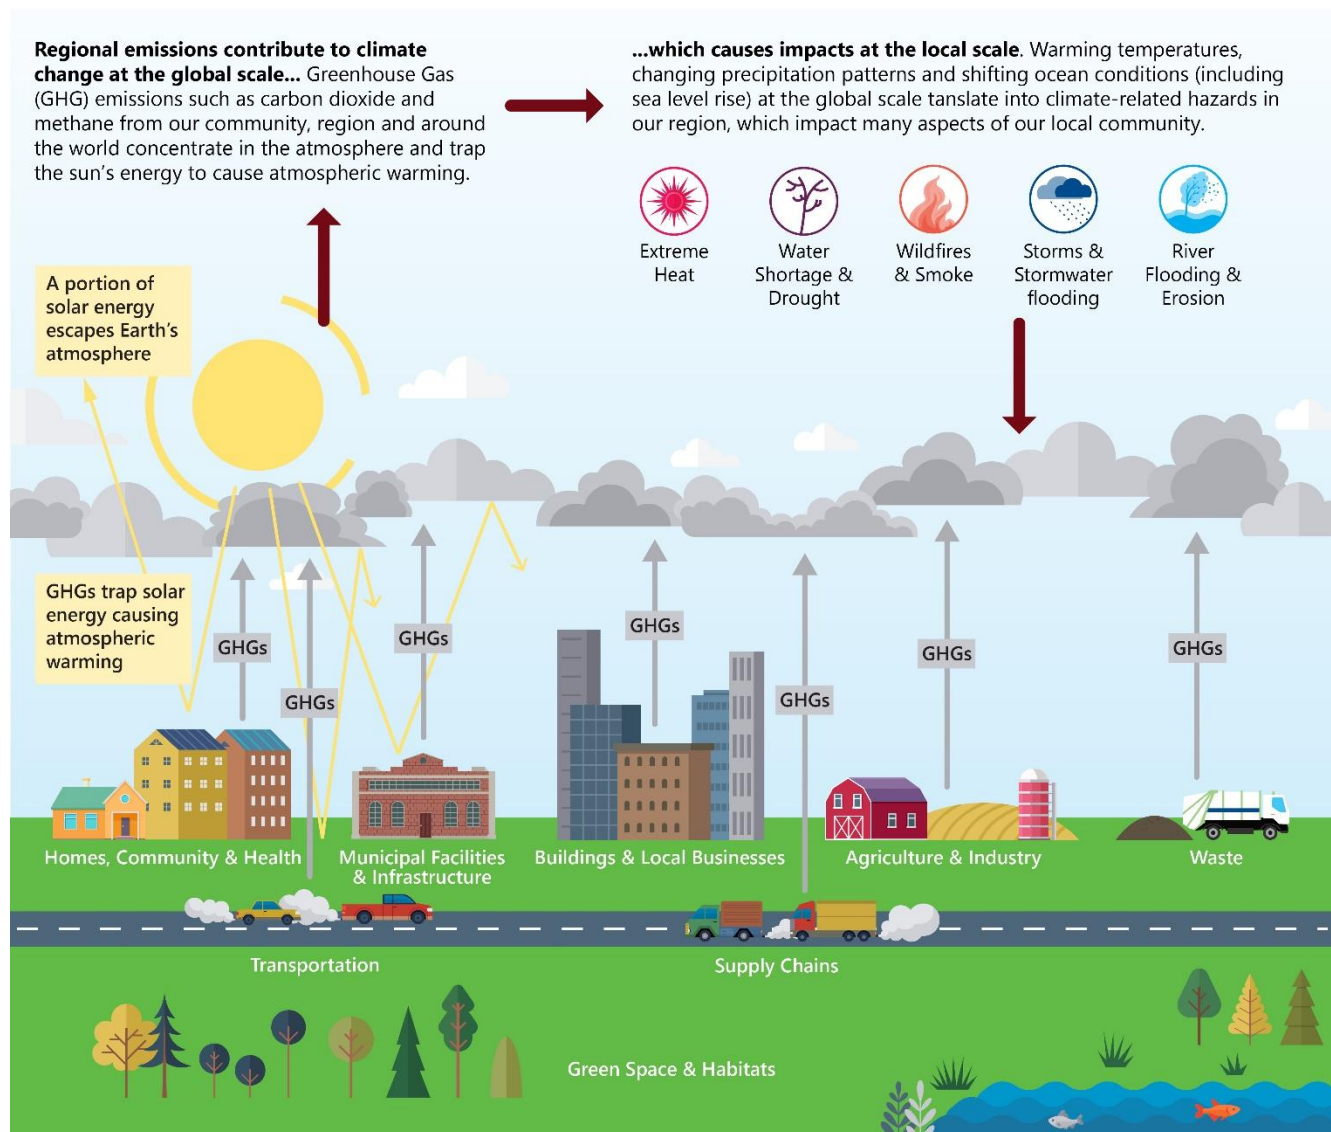 Regional emissions contribute to climate
change at the global scale... Greenhouse Gas
(GHG) emissions such as carbon dioxide and
methane from our community, region and around
the world concentrate in the atmosphere and trap
the sun's energy to cause atmospheric warming.
...which causes impacts at the local scale. Warming temperatures,
changing precipitation patterns and shifting ocean conditions (including
sea level rise) at the global scale tanslate into climate-related hazards in
our region, which impact many aspects of our local community.
Extreme
Heat
Water
Shortage &
Drought
Wildfires
& Smoke
Storms &
Stormwater
flooding
River
Flooding &
Erosion
A portion of
solar energy
escapes Earth's
atmosphere
GHGs trap solar
energy causing
atmospheric
warming
GHGs
GHGs
GHGs
GHGs
GHGs
GHGs
GHGs
Homes, Community & Health
Municipal Facilities
& Infrastructure
Buildings & Local Businesses
Agriculture & Industry
Waste
Transportation
Supply Chains
Green Space & Habitats